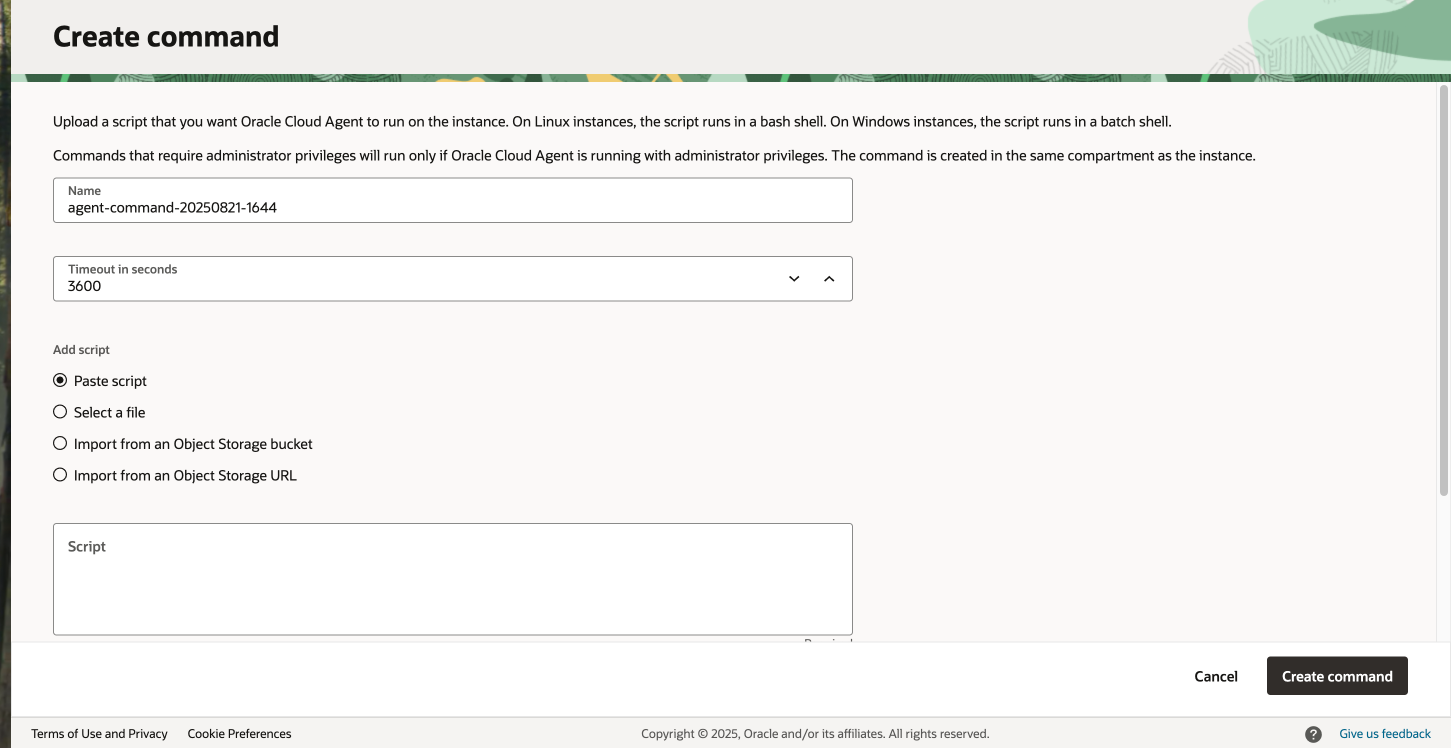 Create command
Upload a script that you want Oracle Cloud Agent to run on the instance. On Linux instances, the script runs in a bash shell. On Windows instances, the script runs in a batch shell.
Commands that require administrator privileges will run only if Oracle Cloud Agent is running with administrator privileges. The command is created in the same compartment as the instance.
Name
agent-command-20250821-1644
Timeout in seconds
3600
Add script
Paste script
Select a file
Import from an Object Storage bucket
Import from an Object Storage URL
Script
Cancel
Create command
Terms of Use and Privacy
Cookie Preferences
Copyright © 2025, Oracle and/or its affiliates. All rights reserved.
Give us feedback